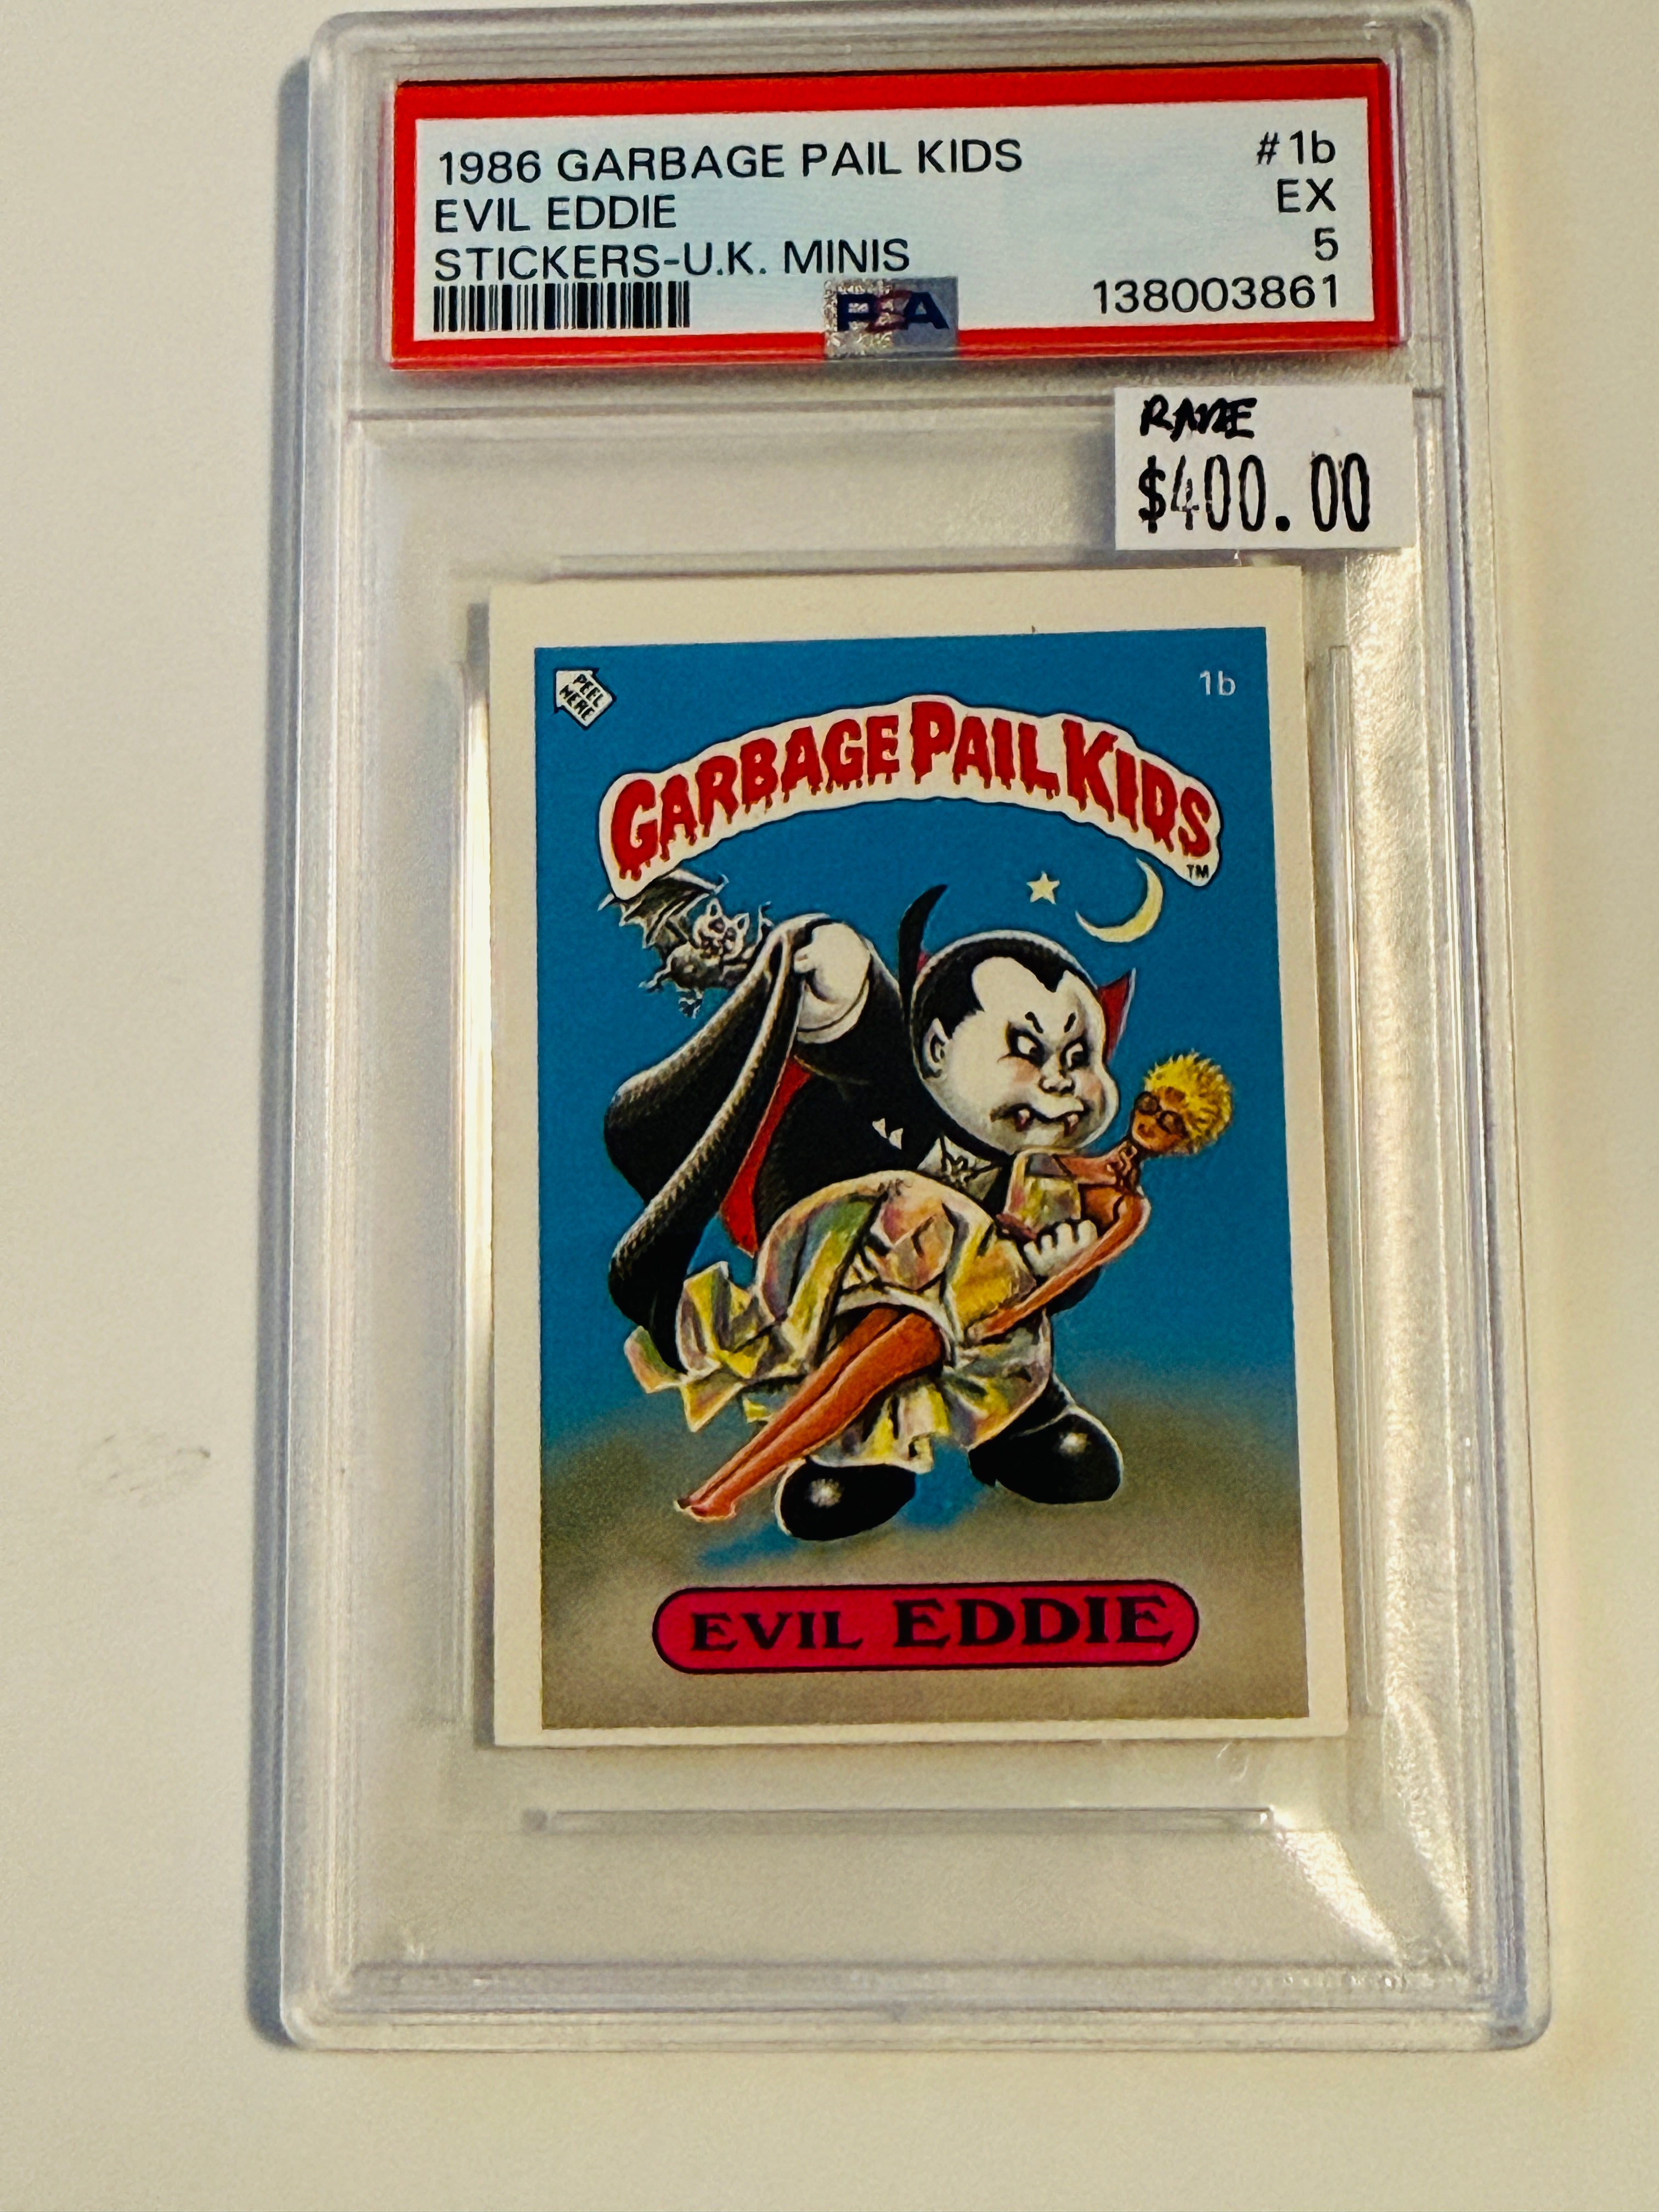 1986 GARBAGE PAIL KIDS #1b
EVIL EDDIE EX
STICKERS-U.K. MINIS 5
PSA 138003861
RARE
$400.00
PEEL
HERE
1b
GARBAGE PAIL KIDS
TM
EVIL EDDIE